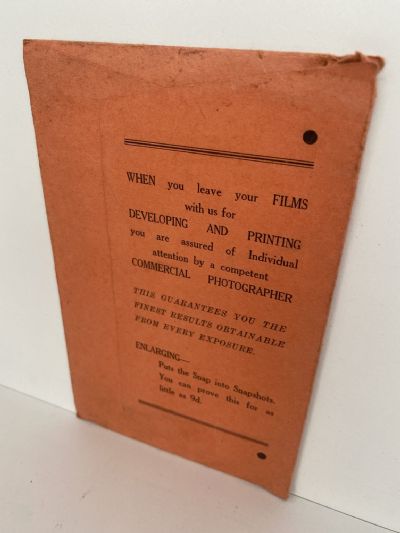 WHEN you leave your FILMS
with us for
DEVELOPING AND PRINTING
you are assured of Individual
attention by a competent
COMMERCIAL PHOTOGRAPHER
THIS GUARANTEES YOU THE
FINEST RESULTS OBTAINABLE
FROM EVERY EXPOSURE.
ENLARGING—
Puts the Snap into Snapshots.
You can prove this for as
little as 9d.